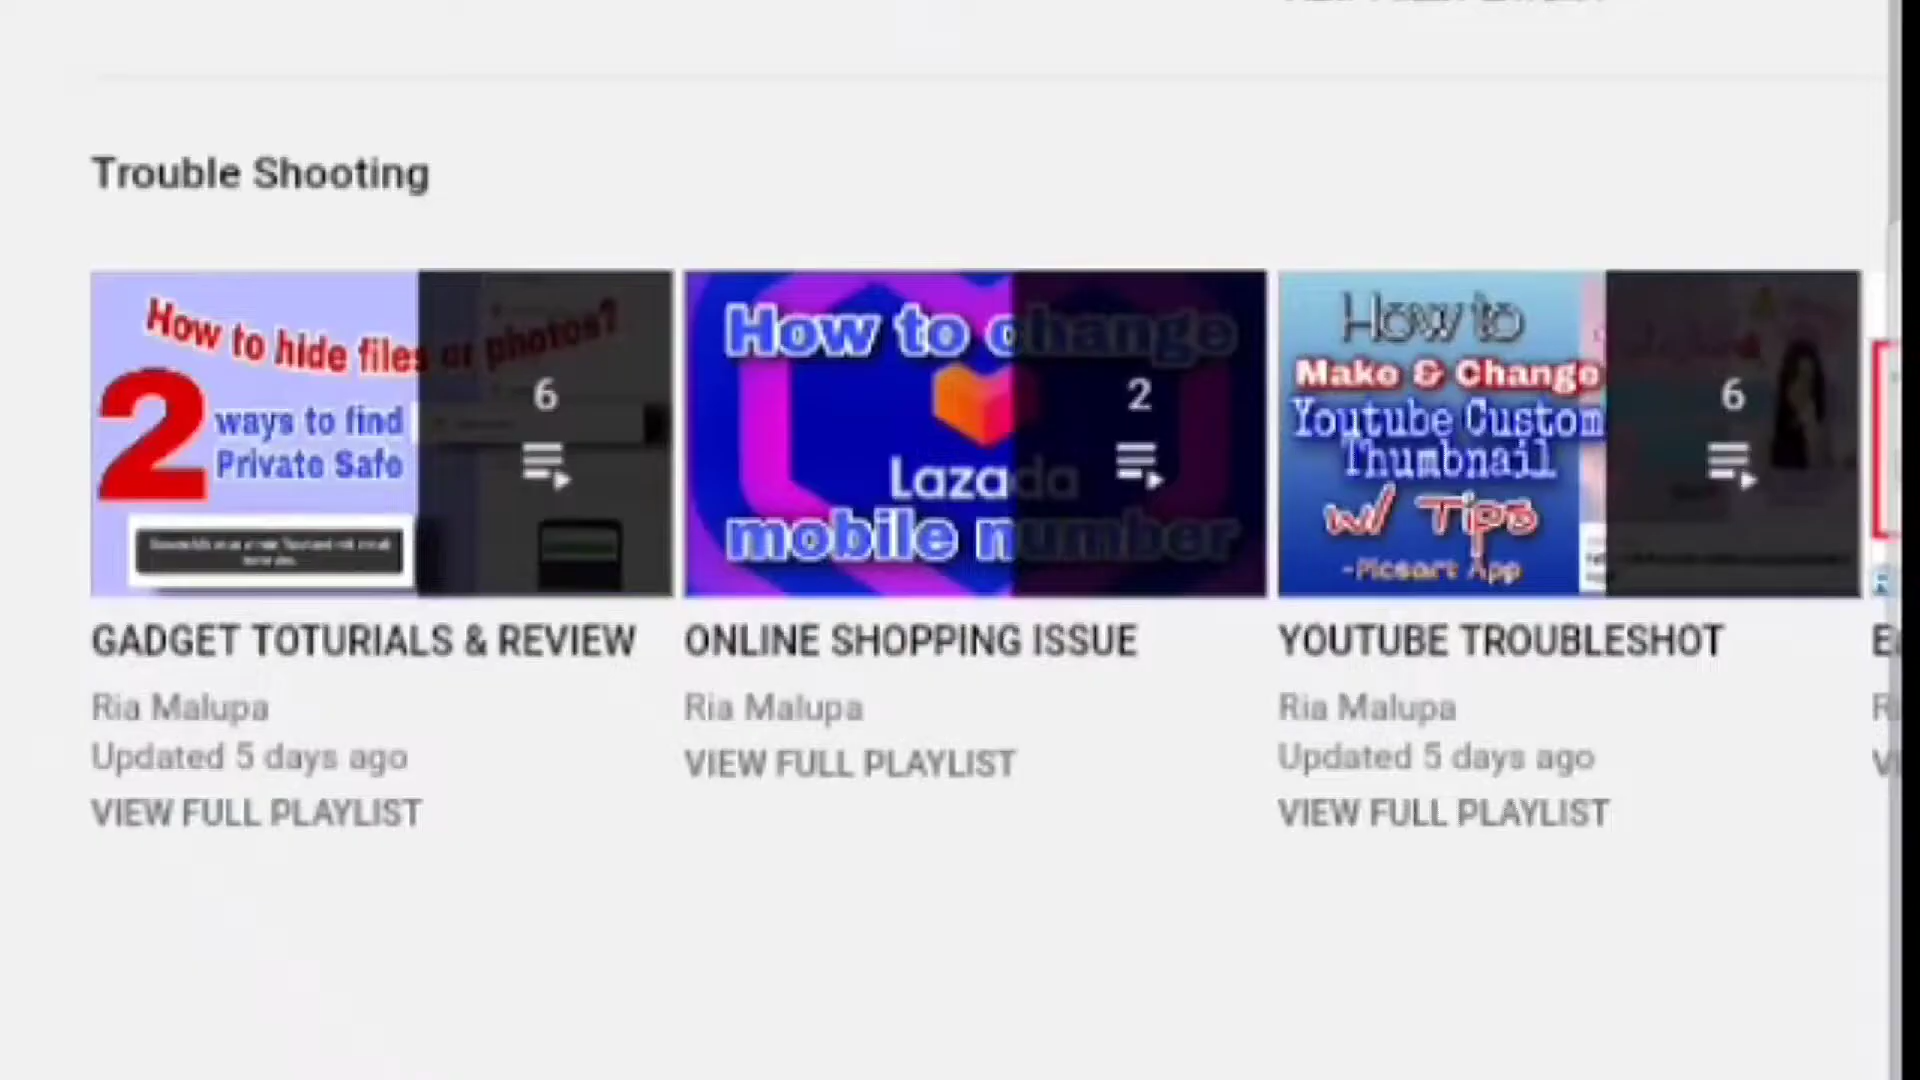 Trouble Shooting
How to hide files or photos?
2
ways to find
Private Safe
6
GADGET TOTURIALS & REVIEW
Ria Malupa
Updated 5 days ago
VIEW FULL PLAYLIST
How to change
Lazada
mobile number
2
ONLINE SHOPPING ISSUE
Ria Malupa
VIEW FULL PLAYLIST
How to
Make & Change
Youtube Custom
Thumbnail
w/ Tips
-Picsart App
6
YOUTUBE TROUBLESHOT
Ria Malupa
Updated 5 days ago
VIEW FULL PLAYLIST